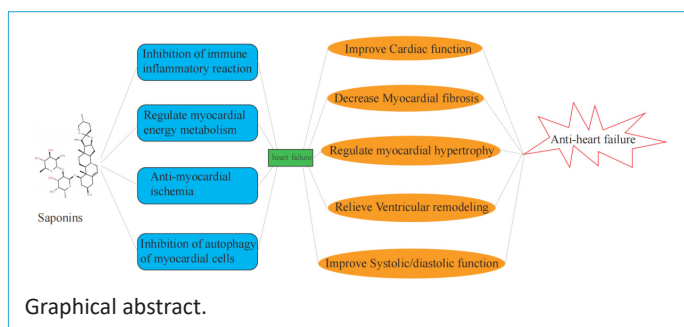 Inhibition of immune
inflammatory reaction
Regulate myocardial
energy metabolism
Anti-myocardial
ischemia
Inhibition of autophagy
of myocardial cells
Saponins
heart failure
Improve Cardiac function
Decrease Myocardial fibrosis
Regulate myocardial hypertrophy
Relieve Ventricular remodeling
Improve Systolic/diastolic function
Anti-heart failure
Graphical abstract.